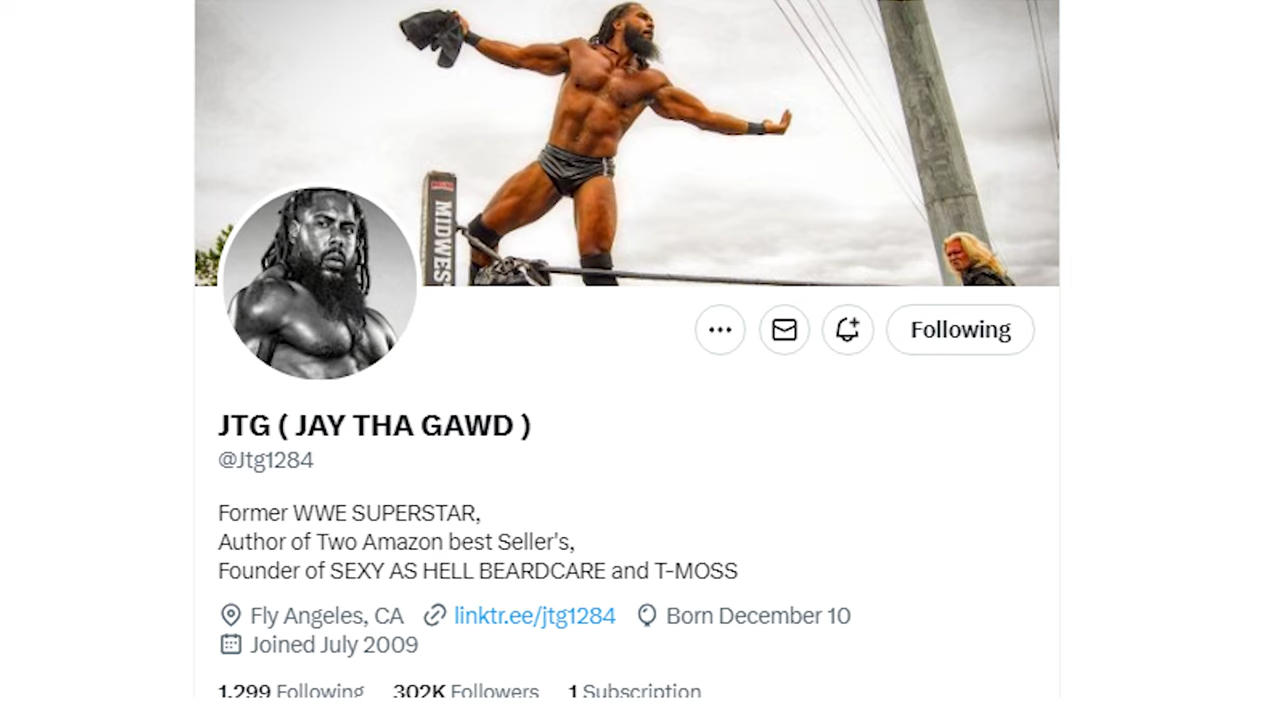 MIDWES
Following
JTG ( JAY THA GAWD )
@Jtg1284
Former WWE SUPERSTAR,
Author of Two Amazon best Seller's,
Founder of SEXY AS HELL BEARDCARE and T-MOSS
Fly Angeles, CA linktr.ee/jtg1284 Born December 10
Joined July 2009
1,299 Following 302K Followers 1 Subscription